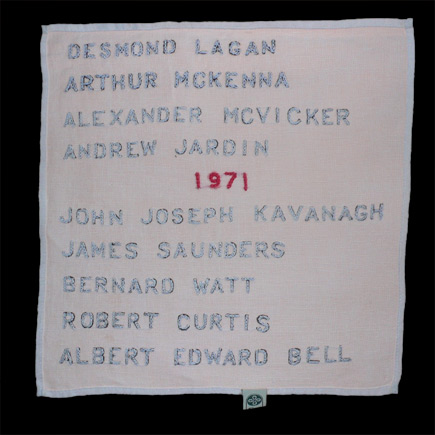 DESMOND LAGAN
ARTHUR MCKENNA
ALEXANDER MCVICKER
ANDREW JARDIN
1971
JOHN JOSEPH KAVANAGH
JAMES SAUNDERS
BERNARD WATT
ROBERT CURTIS
ALBERT EDWARD BELL